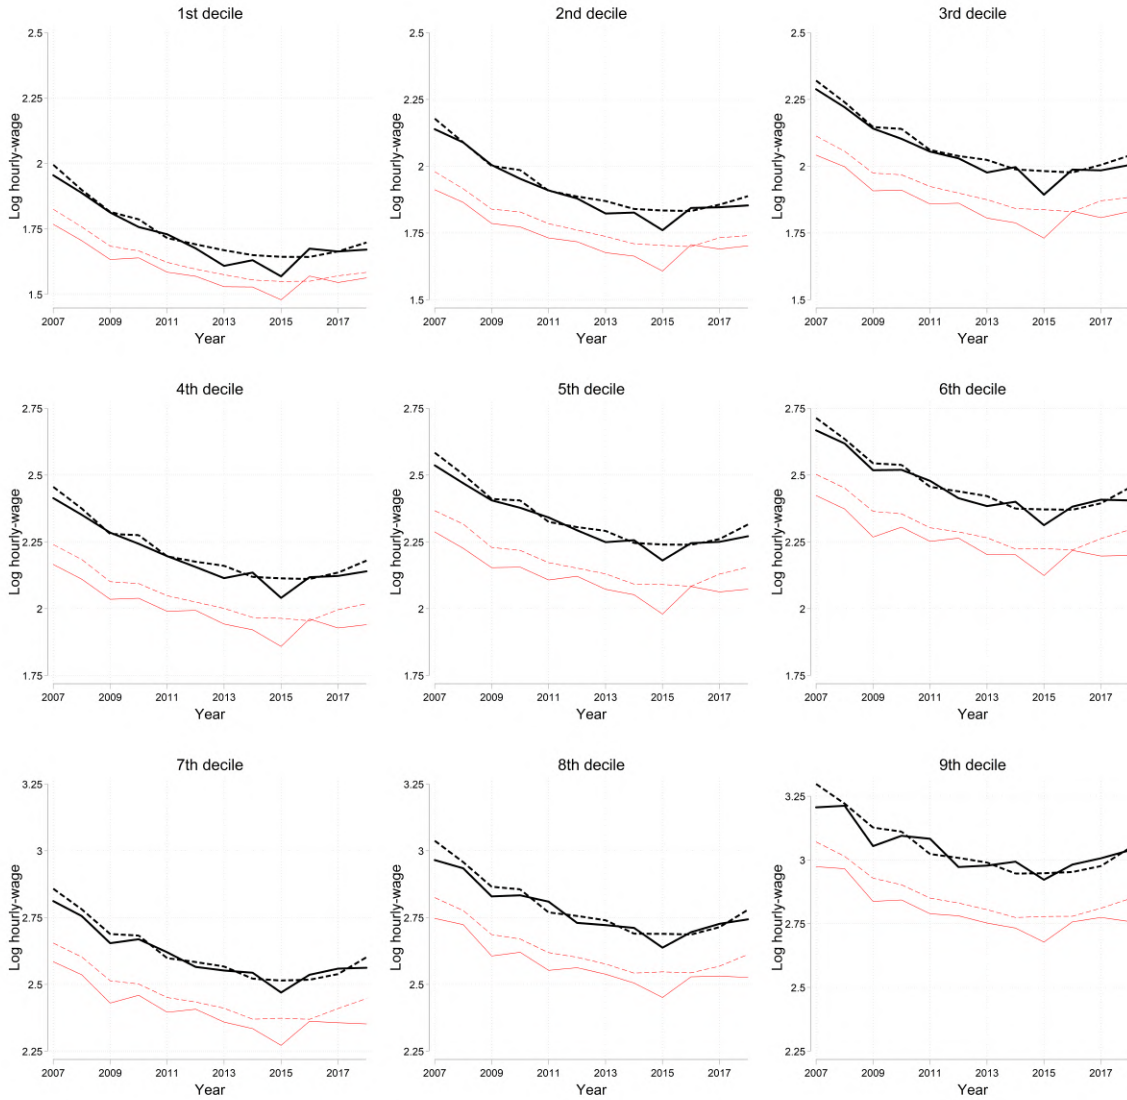 1st decile
2.5
2.25
2
1.75
1.5
Log hourly-wage
2007 2009 2011 2013 2015 2017
Year
2nd decile
2.5
2.25
2
1.75
1.5
Log hourly-wage
2007 2009 2011 2013 2015 2017
Year
3rd decile
2.5
2.25
2
1.75
1.5
Log hourly-wage
2007 2009 2011 2013 2015 2017
Year
4th decile
2.75
2.5
2.25
2
1.75
Log hourly-wage
2007 2009 2011 2013 2015 2017
Year
5th decile
2.75
2.5
2.25
2
1.75
Log hourly-wage
2007 2009 2011 2013 2015 2017
Year
6th decile
2.75
2.5
2.25
2
1.75
Log hourly-wage
2007 2009 2011 2013 2015 2017
Year
7th decile
3.25
3
2.75
2.5
2.25
Log hourly-wage
2007 2009 2011 2013 2015 2017
Year
8th decile
3.25
3
2.75
2.5
2.25
Log hourly-wage
2007 2009 2011 2013 2015 2017
Year
9th decile
3.25
3
2.75
2.5
2.25
Log hourly-wage
2007 2009 2011 2013 2015 2017
Year